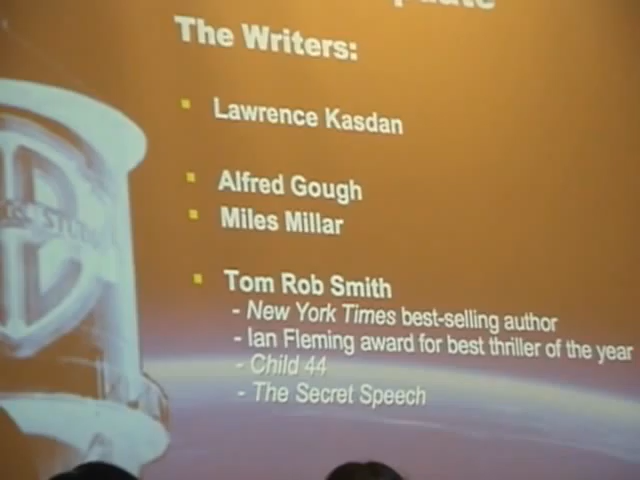 The Writers:
Lawrence Kasdan
Alfred Gough
Miles Millar
Tom Rob Smith
- New York Times best-selling author
- Ian Fleming award for best thriller of the year
- Child 44
- The Secret Speech